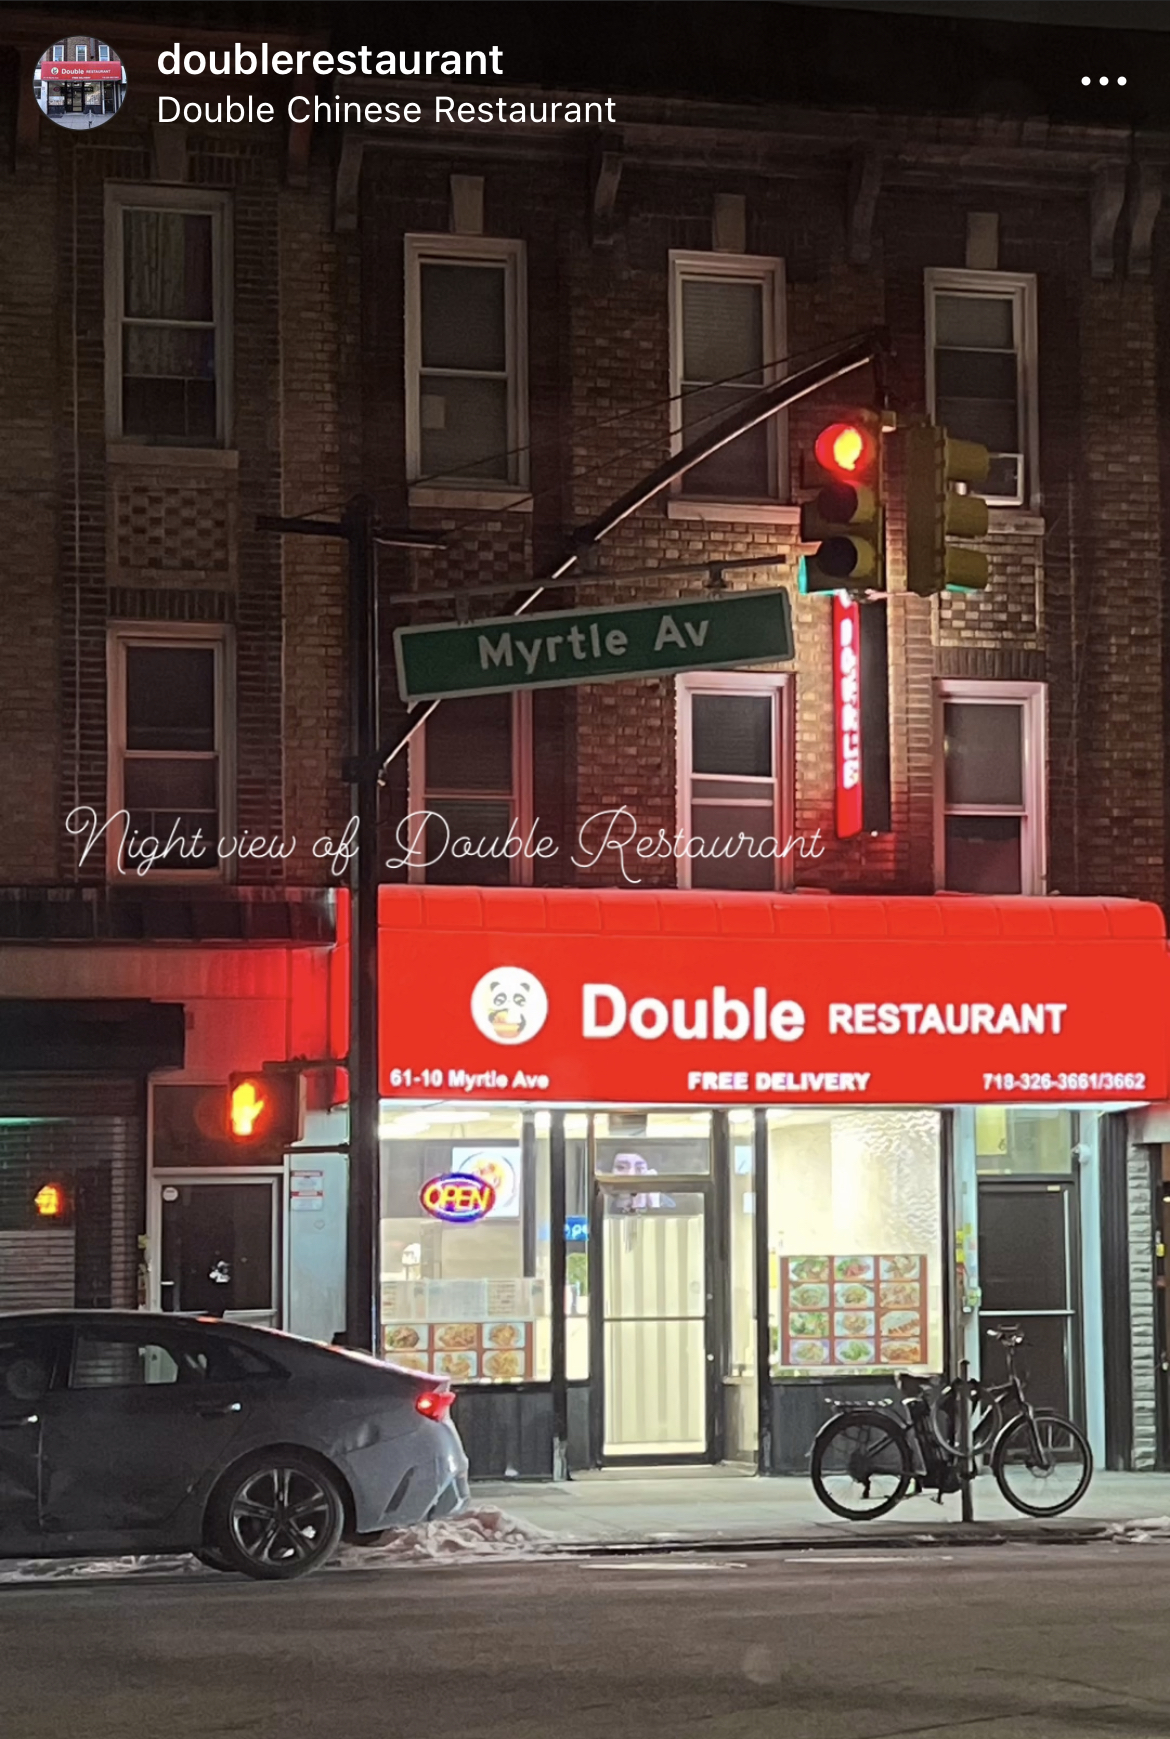 doublerestaurant
Double Chinese Restaurant
Myrtle Av
DOUBLE
Night view of Double Restaurant
Double RESTAURANT
61-10 Myrtle Ave
FREE DELIVERY
718-326-3661/3662
OPEN